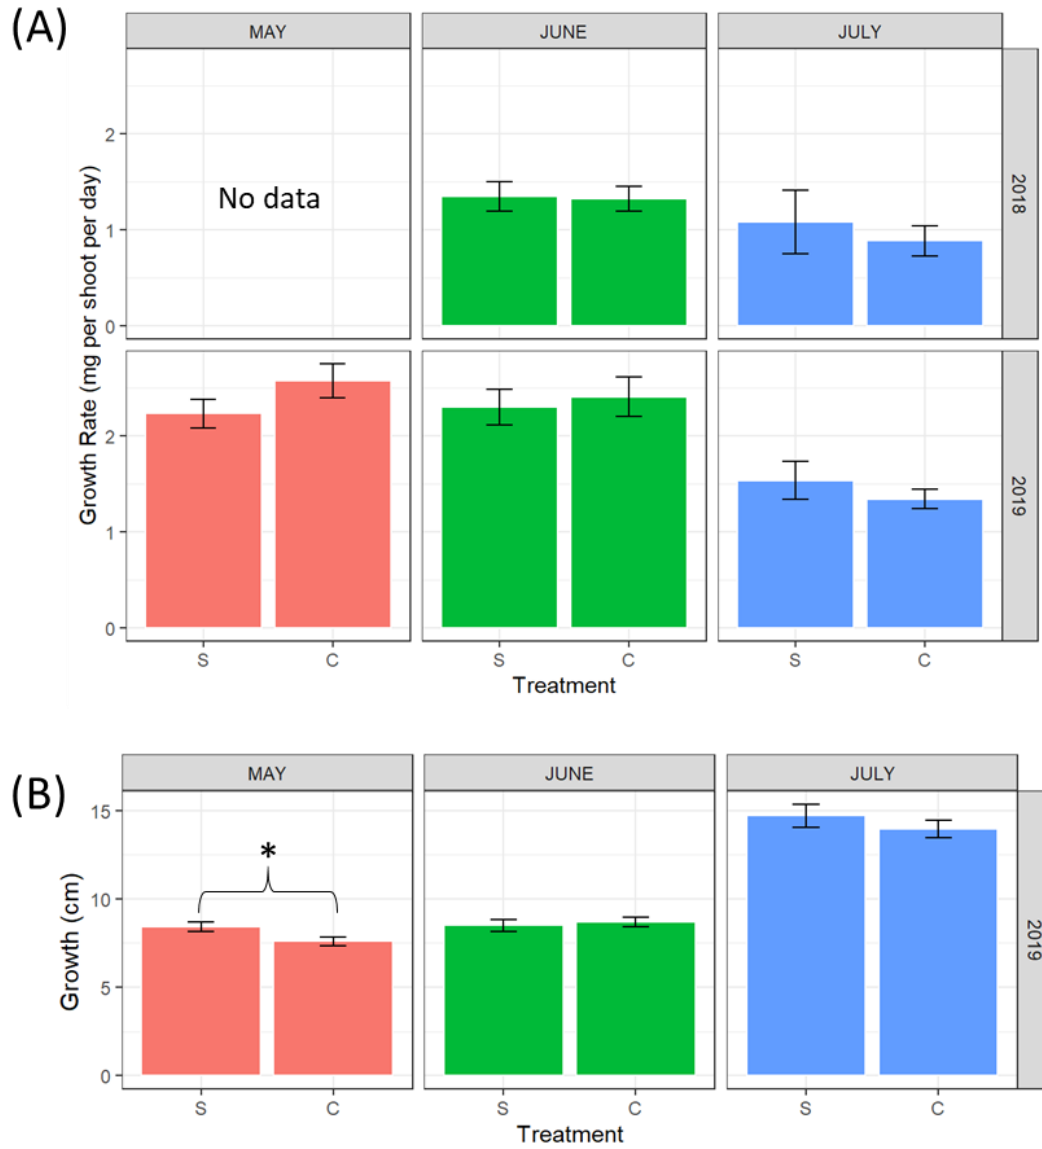 (A)
MAY JUNE JULY
2
1
0
No data
2018
Growth Rate (mg per shoot per day)
2
1
0
2019
S C S C S C
Treatment
(B)
MAY JUNE JULY
15
10
5
0
*
Growth (cm)
2019
S C S C S C
Treatment